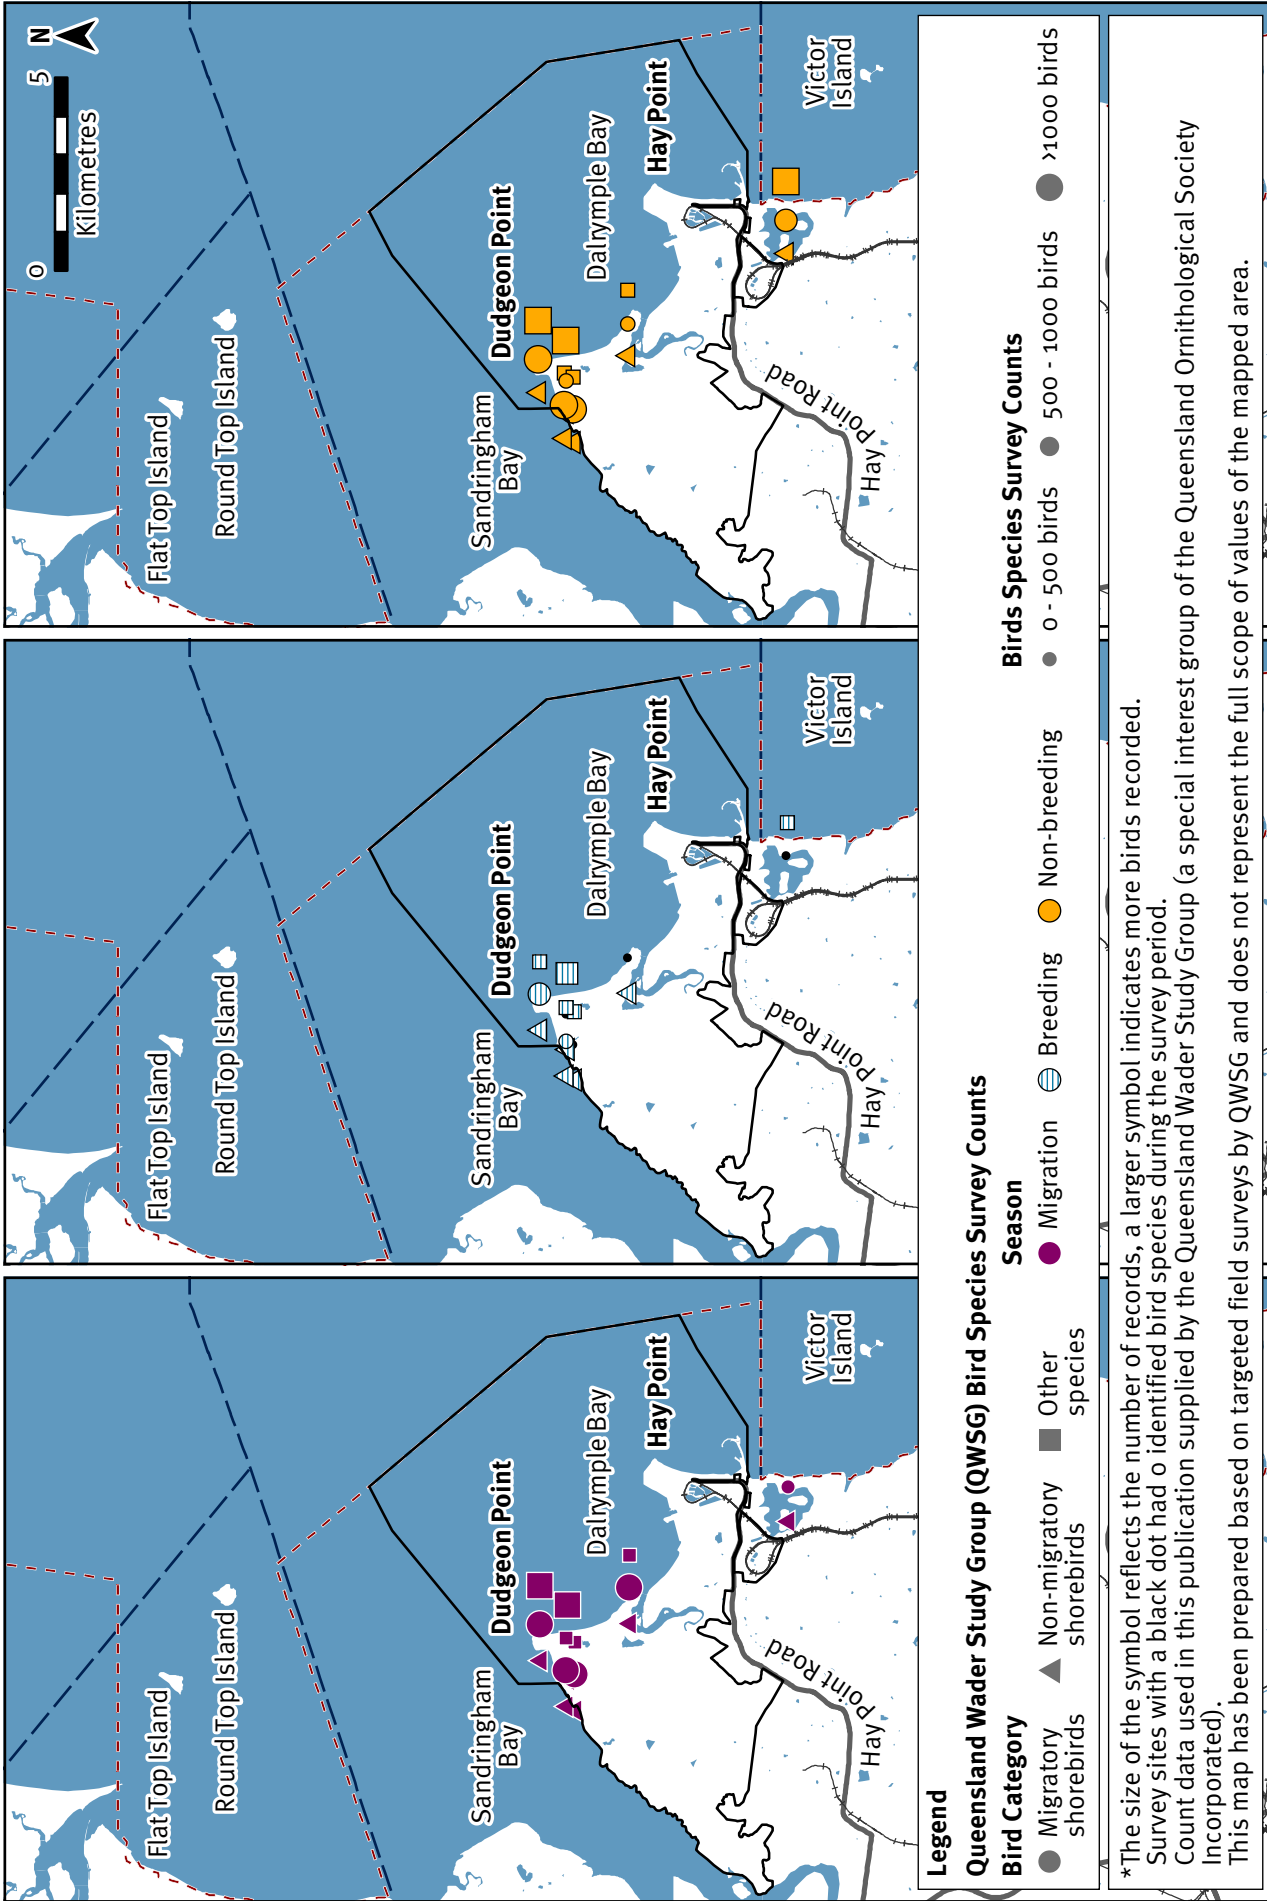 Flat Top Island
Round Top Island
Sandringham
Bay
Dudgeon Point
Dalrymple Bay
Hay Point
Victor
Island
Hay Point Road
Flat Top Island
Round Top Island
Sandringham
Bay
Dudgeon Point
Dalrymple Bay
Hay Point
Victor
Island
Hay Point Road
0 5
Kilometres
N
Flat Top Island
Round Top Island
Sandringham
Bay
Dudgeon Point
Dalrymple Bay
Hay Point
Victor
Island
Hay Point Road
Legend
Queensland Wader Study Group (QWSG) Bird Species Survey Counts
Bird Category
Migratory
shorebirds
Non-migratory
shorebirds
Other
species
Season
Migration
Breeding
Non-breeding
Birds Species Survey Counts
0 - 500 birds
500 - 1000 birds
>1000 birds
*The size of the symbol reflects the number of records, a larger symbol indicates more birds recorded.
Survey sites with a black dot had 0 identified bird species during the survey period.
Count data used in this publication supplied by the Queensland Wader Study Group (a special interest group of the Queensland Ornithological Society
Incorporated).
This map has been prepared based on targeted field surveys by QWSG and does not represent the full scope of values of the mapped area.